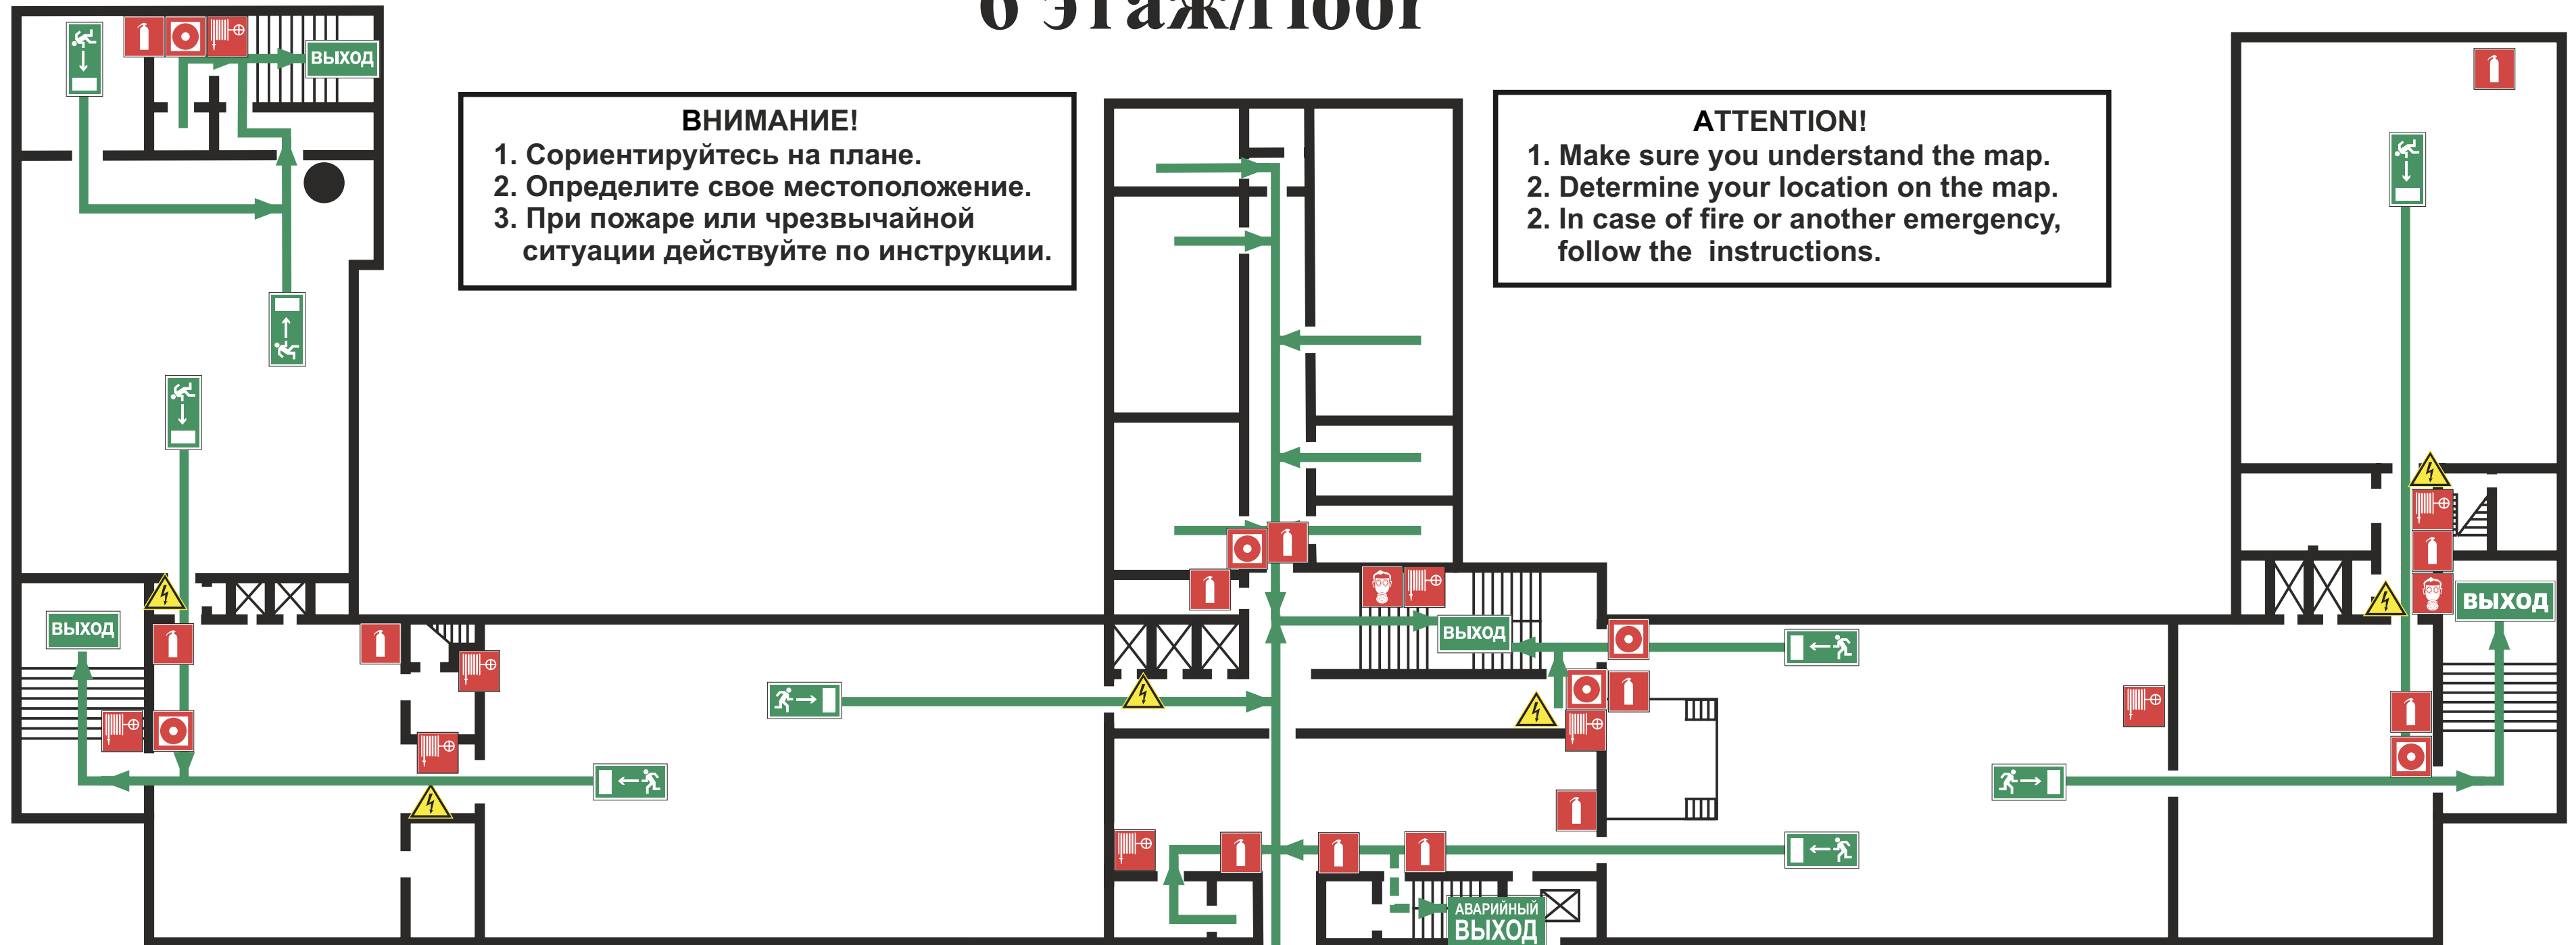 6 этаж/Floor
ВЫХОД
ВНИМАНИЕ!
1. Сориентируйтесь на плане.
2. Определите свое местоположение.
3. При пожаре или чрезвычайной
ситуации действуйте по инструкции.
ATTENTION!
1. Make sure you understand the map.
2. Determine your location on the map.
2. In case of fire or another emergency,
follow the instructions.
ВЫХОД
ВЫХОД
ВЫХОД
АВАРИЙНЫЙ
ВЫХОД